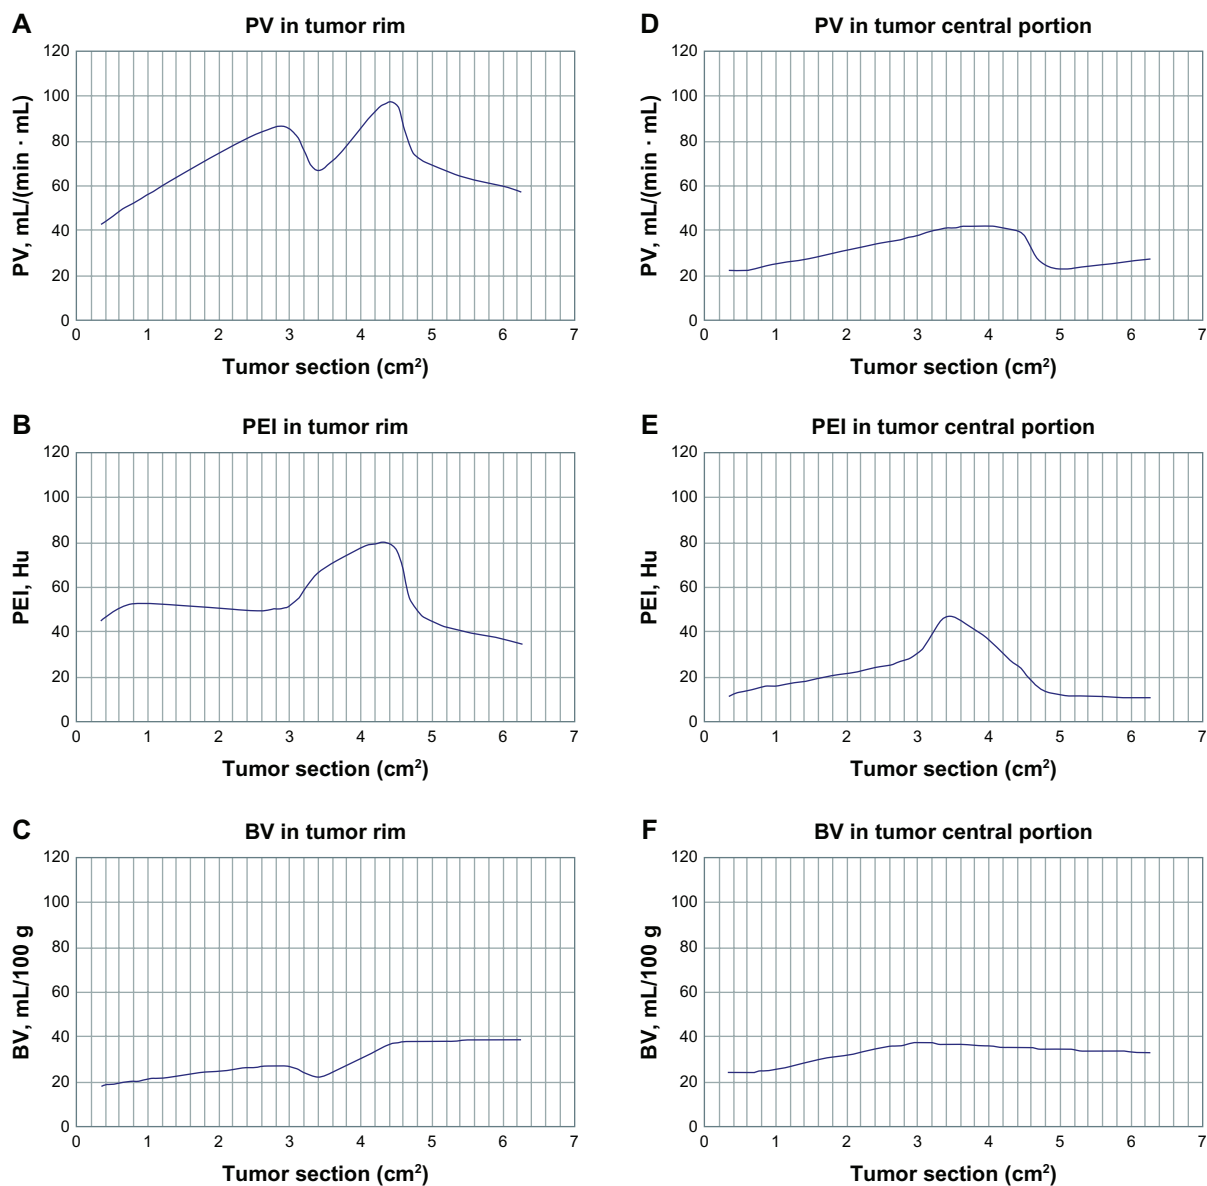 A
PV in tumor rim
PV, mL/(min · mL)
120
100
80
60
40
20
0
0 1 2 3 4 5 6 7
Tumor section (cm²)
D
PV in tumor central portion
PV, mL/(min · mL)
120
100
80
60
40
20
0
0 1 2 3 4 5 6 7
Tumor section (cm²)
B
PEI in tumor rim
PEI, Hu
120
100
80
60
40
20
0
0 1 2 3 4 5 6 7
Tumor section (cm²)
E
PEI in tumor central portion
PEI, Hu
120
100
80
60
40
20
0
0 1 2 3 4 5 6 7
Tumor section (cm²)
C
BV in tumor rim
BV, mL/100 g
120
100
80
60
40
20
0
0 1 2 3 4 5 6 7
Tumor section (cm²)
F
BV in tumor central portion
BV, mL/100 g
120
100
80
60
40
20
0
0 1 2 3 4 5 6 7
Tumor section (cm²)